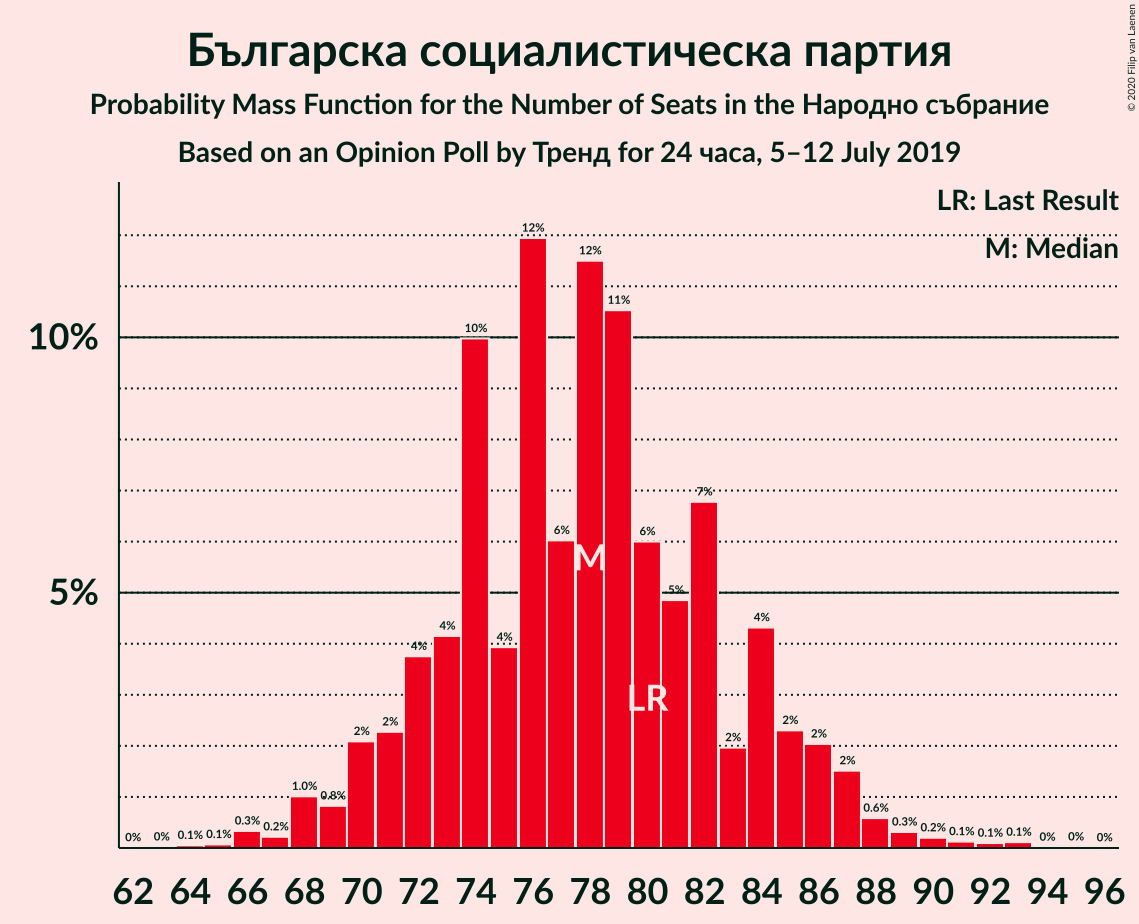 Българска социалистическа партия
Probability Mass Function for the Number of Seats in the Народно събрание
Based on an Opinion Poll by Тренд for 24 часа, 5–12 July 2019
© 2020 Filip van Laenen
LR: Last Result
M: Median
10%
5%
0% 0% 0.1% 0.1% 0.3% 0.2% 1.0% 0.8% 2% 2% 4% 4% 10% 4% 12% 6% 12% 11% 6% 5% 7% 2% 4% 2% 2% 2% 0.6% 0.3% 0.2% 0.1% 0.1% 0.1% 0% 0% 0%
M
LR
62 64 66 68 70 72 74 76 78 80 82 84 86 88 90 92 94 96